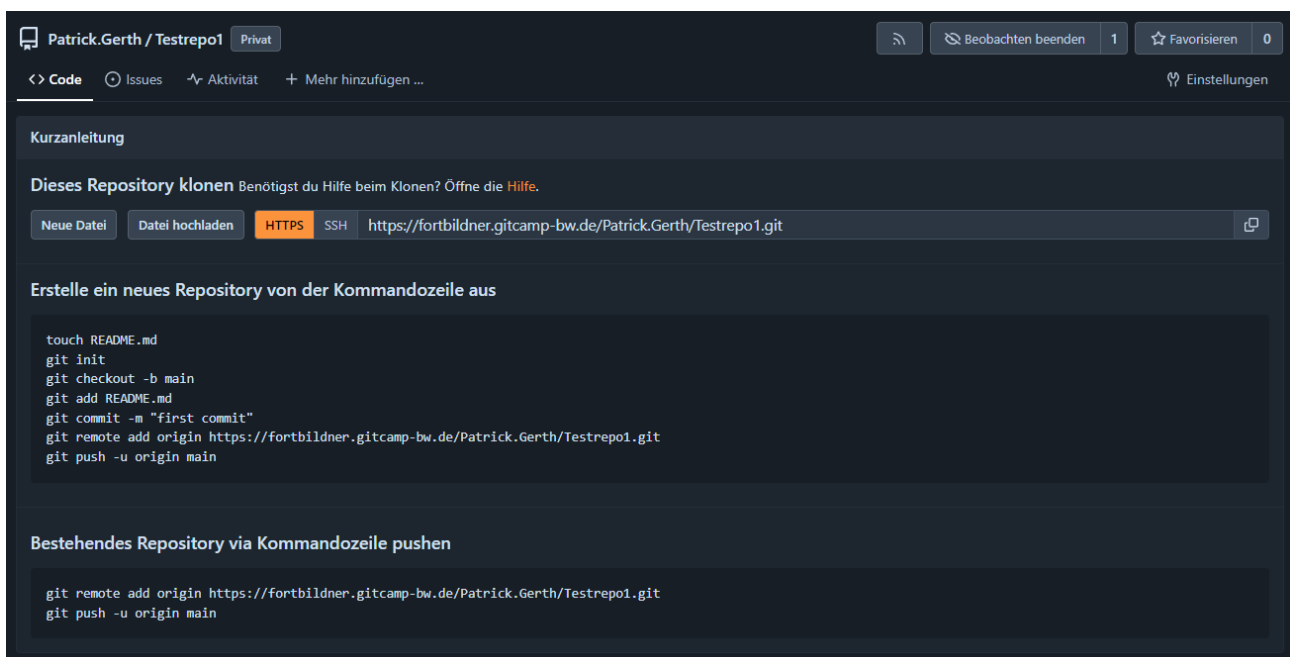 Patrick.Gerth / Testrepo1 Privat
Beobachten beenden 1 Favorisieren 0
Code Issues Aktivität + Mehr hinzufügen ... Einstellungen
Kurzanleitung
Dieses Repository klonen Benötigst du Hilfe beim Klonen? Öffne die Hilfe.
Neue Datei Datei hochladen HTTPS SSH https://fortbildner.gitcamp-bw.de/Patrick.Gerth/Testrepo1.git
Erstelle ein neues Repository von der Kommandozeile aus
touch README.md
git init
git checkout -b main
git add README.md
git commit -m "first commit"
git remote add origin https://fortbildner.gitcamp-bw.de/Patrick.Gerth/Testrepo1.git
git push -u origin main
Bestehendes Repository via Kommandozeile pushen
git remote add origin https://fortbildner.gitcamp-bw.de/Patrick.Gerth/Testrepo1.git
git push -u origin main